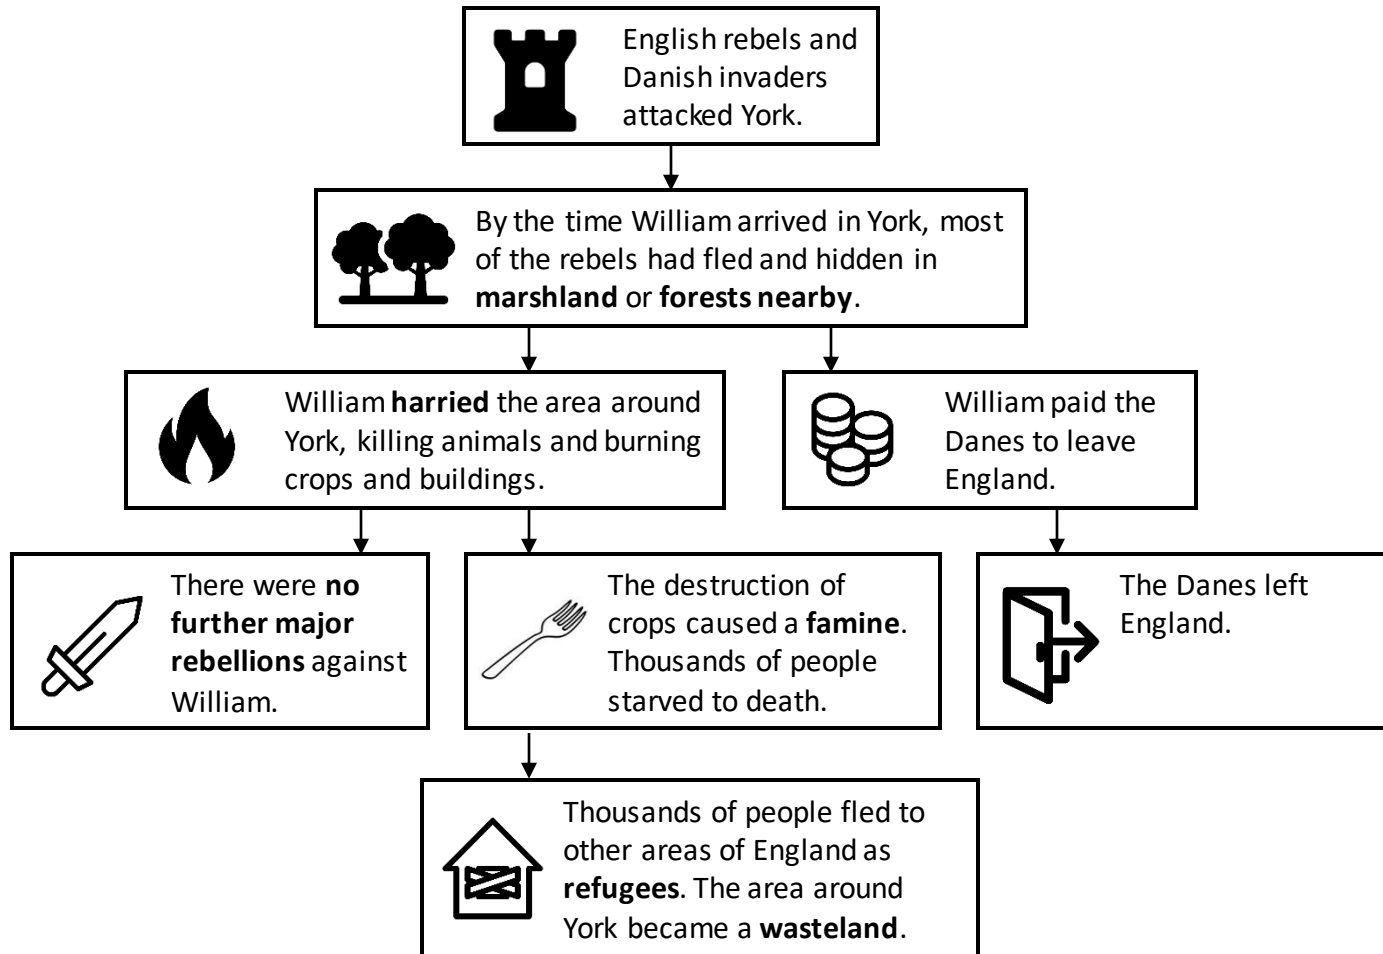 English rebels and
Danish invaders
attacked York.
By the time William arrived in York, most
of the rebels had fled and hidden in
marshland or forests nearby.
William harried the area around
York, killing animals and burning
crops and buildings.
William paid the
Danes to leave
England.
There were no
further major
rebellions against
William.
The destruction of
crops caused a famine.
Thousands of people
starved to death.
The Danes left
England.
Thousands of people fled to
other areas of England as
refugees. The area around
York became a wasteland.